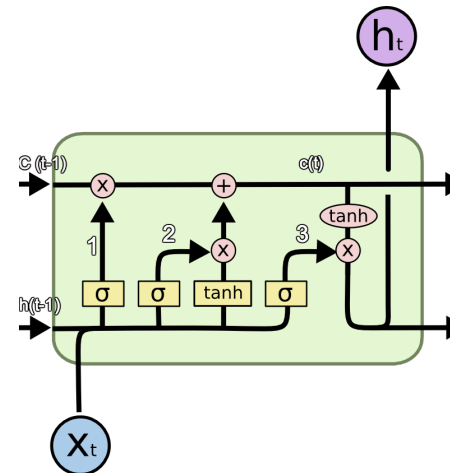 ht
C (t-1)
x
+
c(t)
tanh
1
2
x
3
x
σ
σ
tanh
σ
h(t-1)
xt